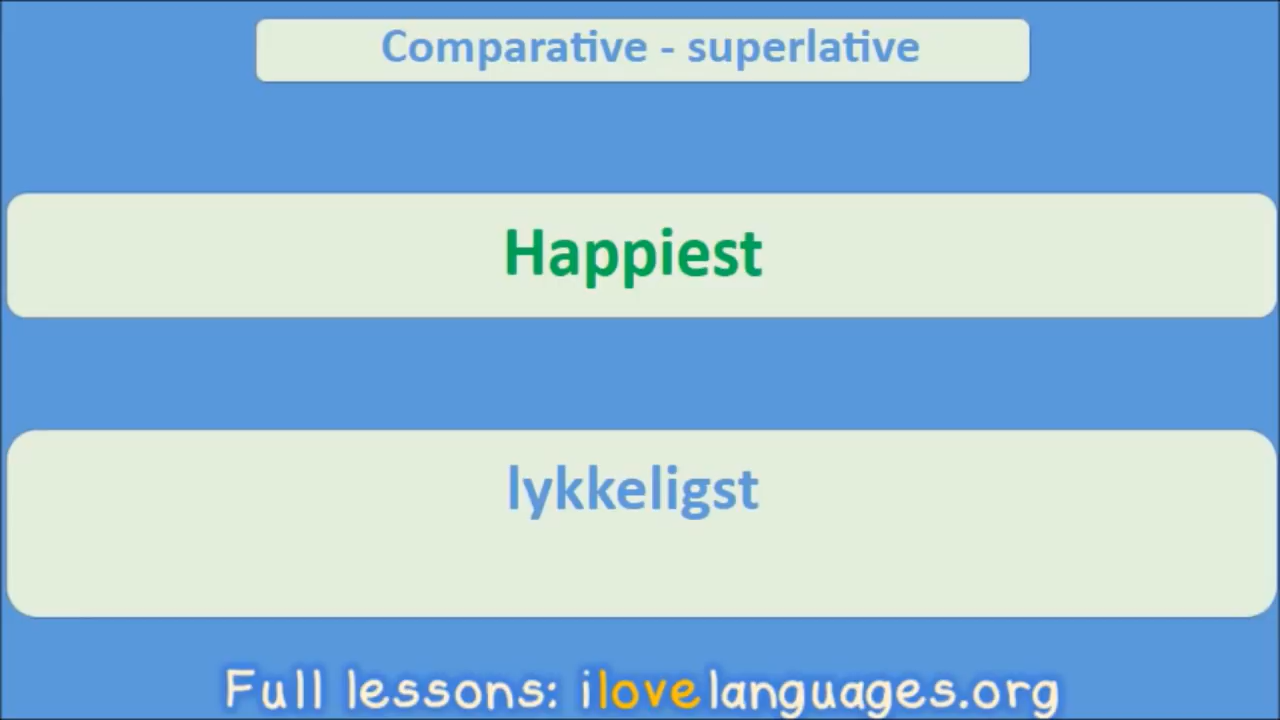 Comparative - superlative
Happiest
lykkeligst
Full lessons: ilovelanguages.org